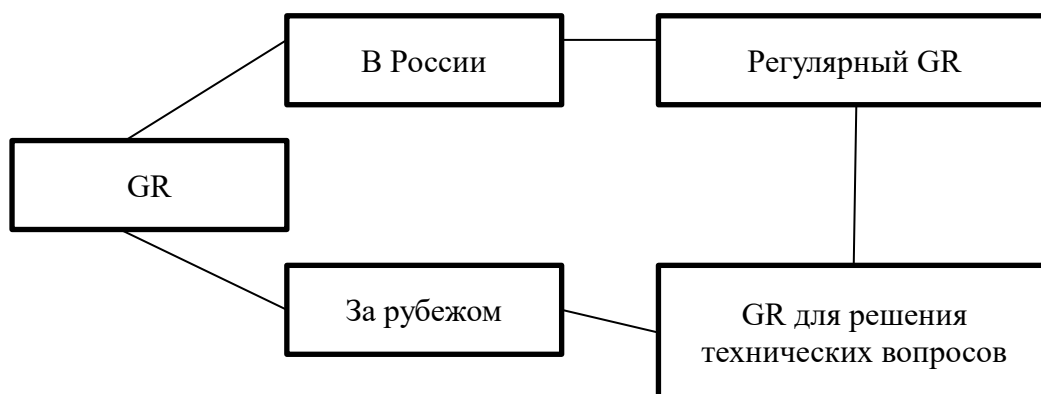 В России
Регулярный GR
GR
За рубежом
GR для решения
технических вопросов